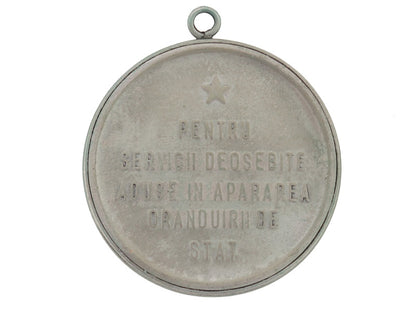 PENTRU
SERVICII DEOSEBITE
ADUSE IN APARAREA
ORANDUIRII DE
STAT